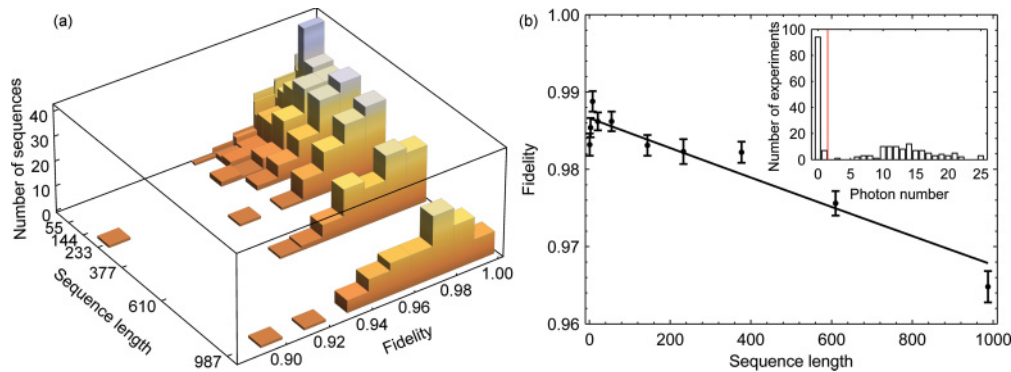 (a)
Number of sequences
40
30
20
10
0
55
144
233
377
610
987
Sequence length
0.90
0.92
0.94
0.96
0.98
1.00
Fidelity
(b)
1.00
0.99
0.98
0.97
0.96
Fidelity
0 200 400 600 800 1000
Sequence length
Number of experiments
100
80
60
40
20
0
0 5 10 15 20 25
Photon number